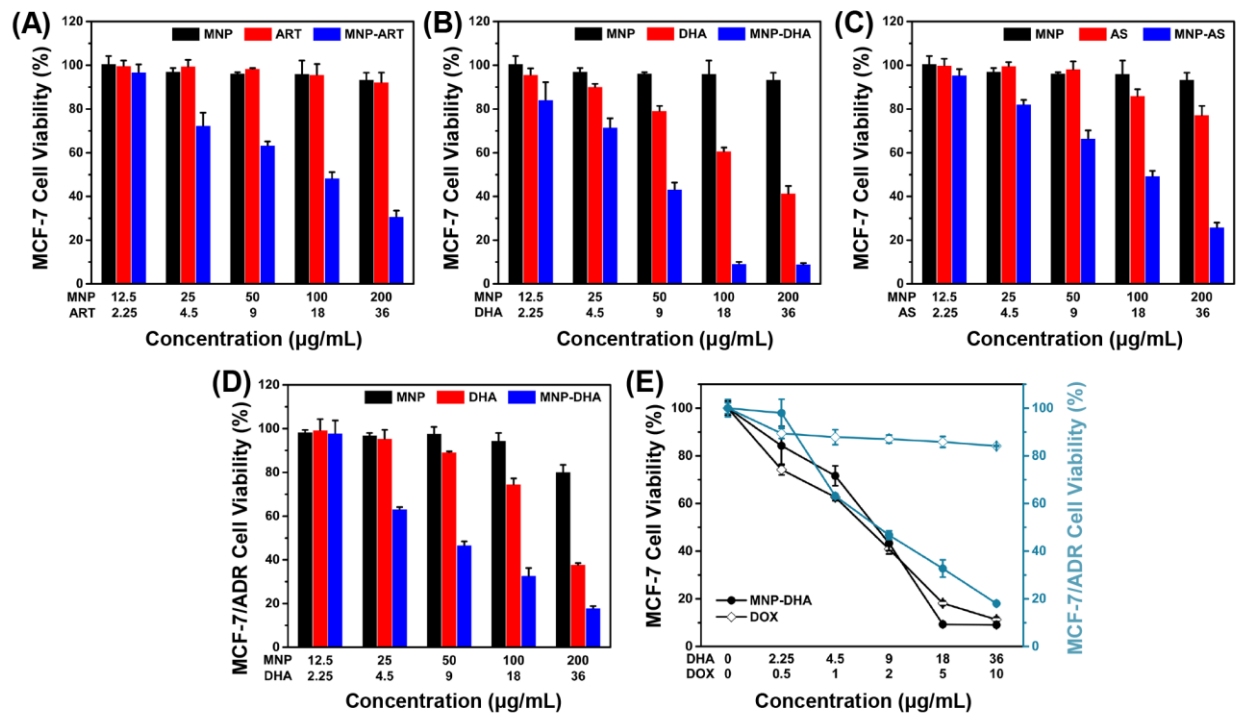 (A)
MCF-7 Cell Viability (%)
120
100
80
60
40
20
0
MNP ART MNP-ART
MNP 12.5 25 50 100 200
ART 2.25 4.5 9 18 36
Concentration (µg/mL)
(B)
MCF-7 Cell Viability (%)
120
100
80
60
40
20
0
MNP DHA MNP-DHA
MNP 12.5 25 50 100 200
DHA 2.25 4.5 9 18 36
Concentration (µg/mL)
(C)
MCF-7 Cell Viability (%)
120
100
80
60
40
20
0
MNP AS MNP-AS
MNP 12.5 25 50 100 200
AS 2.25 4.5 9 18 36
Concentration (µg/mL)
(D)
MCF-7/ADR Cell Viability (%)
120
100
80
60
40
20
0
MNP DHA MNP-DHA
MNP 12.5 25 50 100 200
DHA 2.25 4.5 9 18 36
Concentration (µg/mL)
(E)
MCF-7 Cell Viability (%)
100
80
60
40
20
0
MNP-DHA
DOX
100
80
60
40
20
0
MCF-7/ADR Cell Viability (%)
DHA 0 2.25 4.5 9 18 36
DOX 0 0.5 1 2 5 10
Concentration (µg/mL)